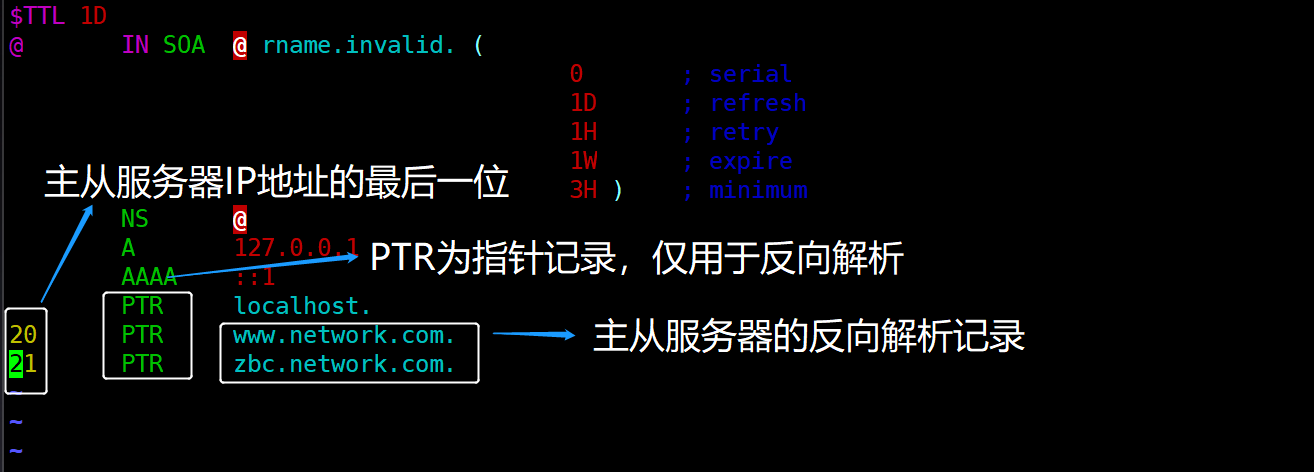 $TTL 1D
@ IN SOA @ rname.invalid. (
0 ; serial
1D ; refresh
1H ; retry
1W ; expire
3H ) ; minimum
主从服务器IP地址的最后一位
NS @
A 127.0.0.1
PTR为指针记录，仅用于反向解析
AAAA ::1
PTR localhost.
20 PTR www.network.com.
主从服务器的反向解析记录
21 PTR zbc.network.com.
~
~
~